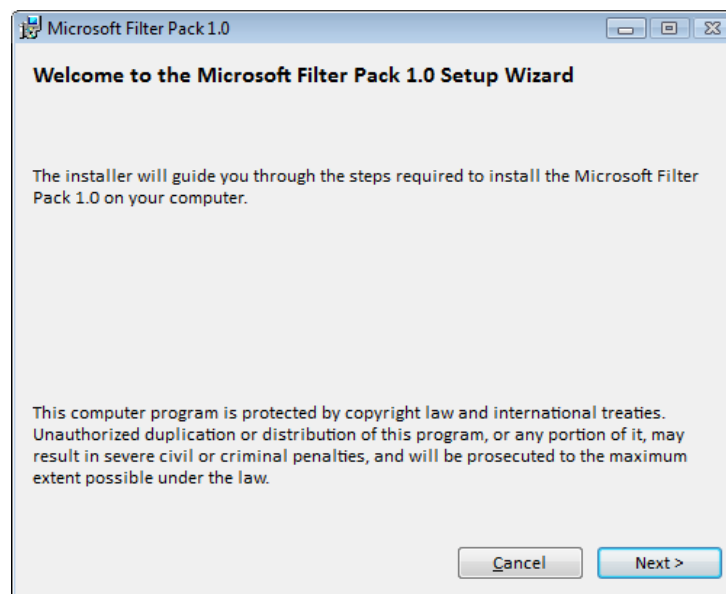 Microsoft Filter Pack 1.0
Welcome to the Microsoft Filter Pack 1.0 Setup Wizard
The installer will guide you through the steps required to install the Microsoft Filter
Pack 1.0 on your computer.
This computer program is protected by copyright law and international treaties.
Unauthorized duplication or distribution of this program, or any portion of it, may
result in severe civil or criminal penalties, and will be prosecuted to the maximum
extent possible under the law.
Cancel Next >